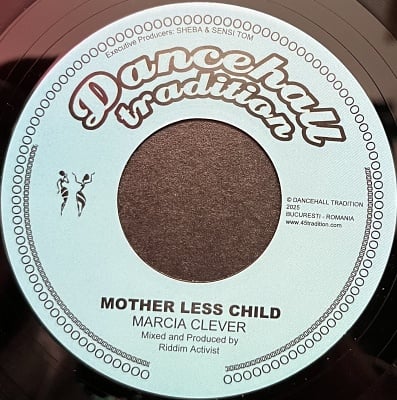 Executive Producers: SHEBA & SENSI TOM
Dancehall
tradition
© DANCEHALL TRADITION
2025
BUCURESTI - ROMANIA
www.45tradition.com
MOTHER LESS CHILD
MARCIA CLEVER
Mixed and Produced by
Riddim Activist